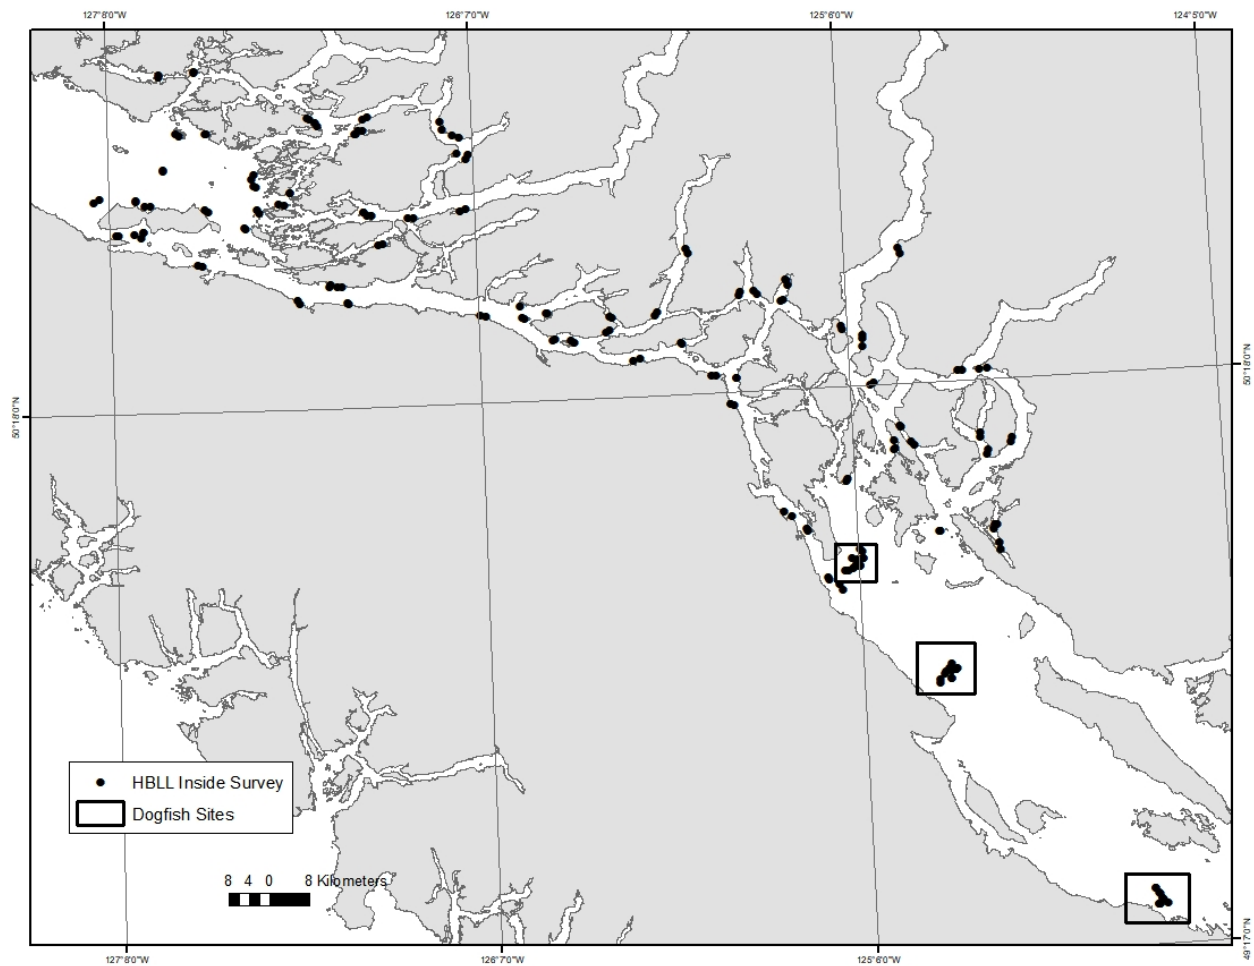 127°8'0"W 126°7'0"W 125°6'0"W 124°5'0"W
50°18'0"N
50°18'0"N
HBLL Inside Survey
Dogfish Sites
8 4 0 8 Kilometers
49°17'0"N
127°8'0"W 126°7'0"W 125°6'0"W